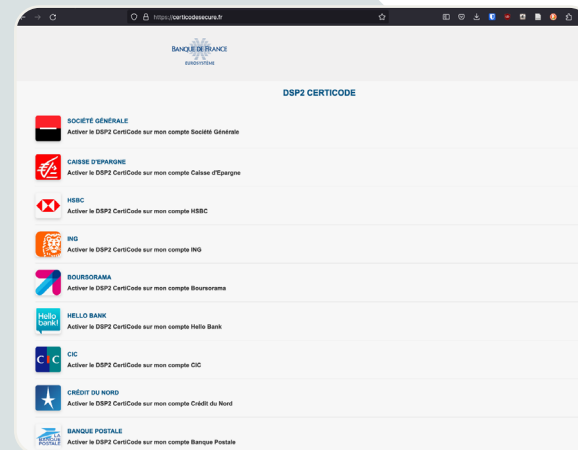 https://certicodesecure.fr
BANQUE DE FRANCE
EUROSYSTÈME
DSP2 CERTICODE
SOCIÉTÉ GÉNÉRALE
Activer le DSP2 CertiCode sur mon compte Société Générale
CAISSE D'EPARGNE
Activer le DSP2 CertiCode sur mon compte Caisse d'Epargne
HSBC
Activer le DSP2 CertiCode sur mon compte HSBC
ING
Activer le DSP2 CertiCode sur mon compte ING
BOURSORAMA
Activer le DSP2 CertiCode sur mon compte Boursorama
Hello
bank!
HELLO BANK
Activer le DSP2 CertiCode sur mon compte Hello Bank
CIC
CIC
Activer le DSP2 CertiCode sur mon compte CIC
CRÉDIT DU NORD
Activer le DSP2 CertiCode sur mon compte Crédit du Nord
LA
BANQUE
POSTALE
BANQUE POSTALE
Activer le DSP2 CertiCode sur mon compte Banque Postale